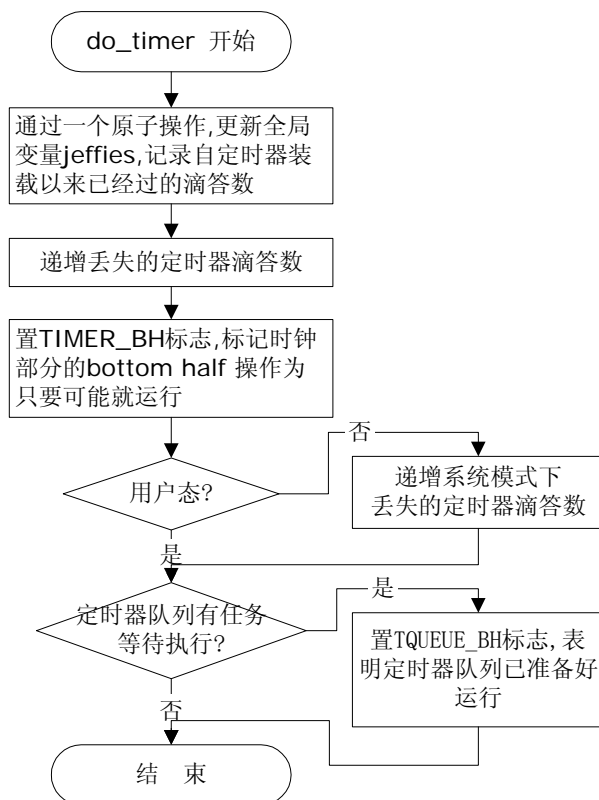 do_timer 开始
通过一个原子操作,更新全局
变量jeffies,记录自定时器装
载以来已经过的滴答数
递增丢失的定时器滴答数
置TIMER_BH标志,标记时钟
部分的bottom half 操作为
只要可能就运行
否
用户态?
递增系统模式下
丢失的定时器滴答数
是
定时器队列有任务
等待执行?
是
置TQUEUE_BH标志,表
明定时器队列已准备好
运行
否
结 束